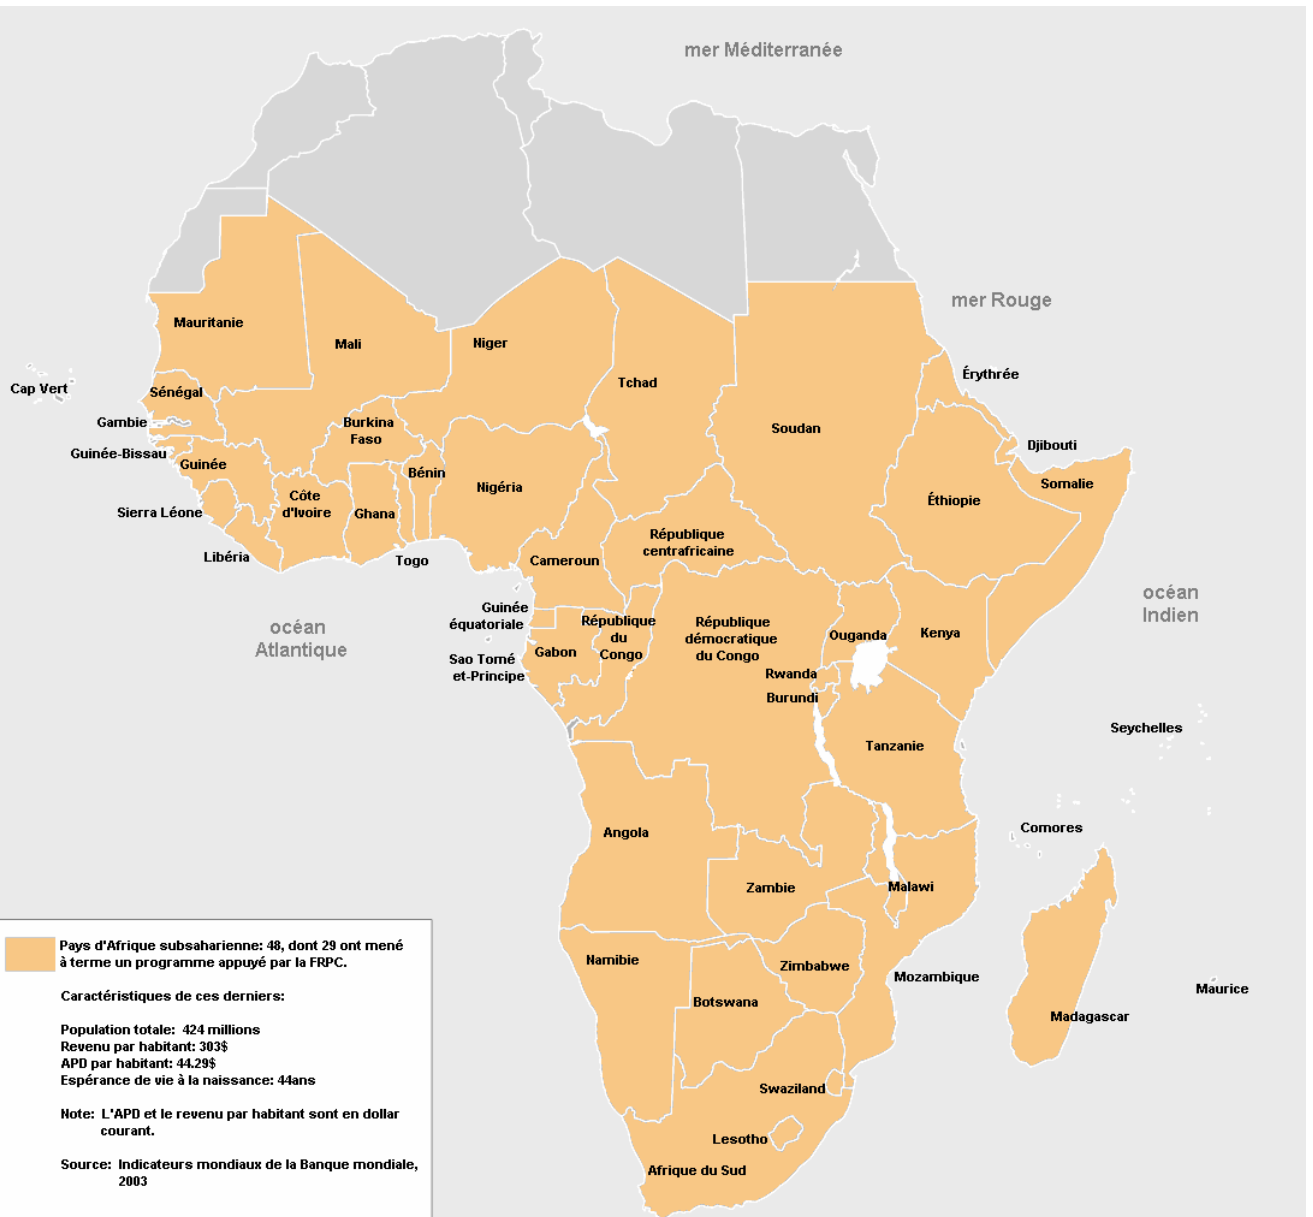 mer Méditerranée
mer Rouge
Mauritanie
Mali
Niger
Tchad
Érythrée
Cap Vert
Sénégal
Gambie
Burkina
Faso
Soudan
Djibouti
Guinée-Bissau
Guinée
Bénin
Nigéria
Somalie
Éthiopie
Côte
d'Ivoire
Ghana
Sierra Léone
Libéria
Togo
Cameroun
République
centrafricaine
océan
Indien
océan
Atlantique
Guinée
équatoriale
République
du
Congo
République
démocratique
du Congo
Ouganda
Kenya
Gabon
Sao Tomé
et-Principe
Rwanda
Burundi
Seychelles
Tanzanie
Comores
Angola
Zambie
Malawi
Namibie
Zimbabwe
Mozambique
Botswana
Maurice
Madagascar
Swaziland
Lesotho
Afrique du Sud
Pays d'Afrique subsaharienne: 48, dont 29 ont mené
à terme un programme appuyé par la FRPC.
Caractéristiques de ces derniers:
Population totale: 424 millions
Revenu par habitant: 303$
APD par habitant: 44.29$
Espérance de vie à la naissance: 44ans
Note: L'APD et le revenu par habitant sont en dollar
courant.
Source: Indicateurs mondiaux de la Banque mondiale,
2003